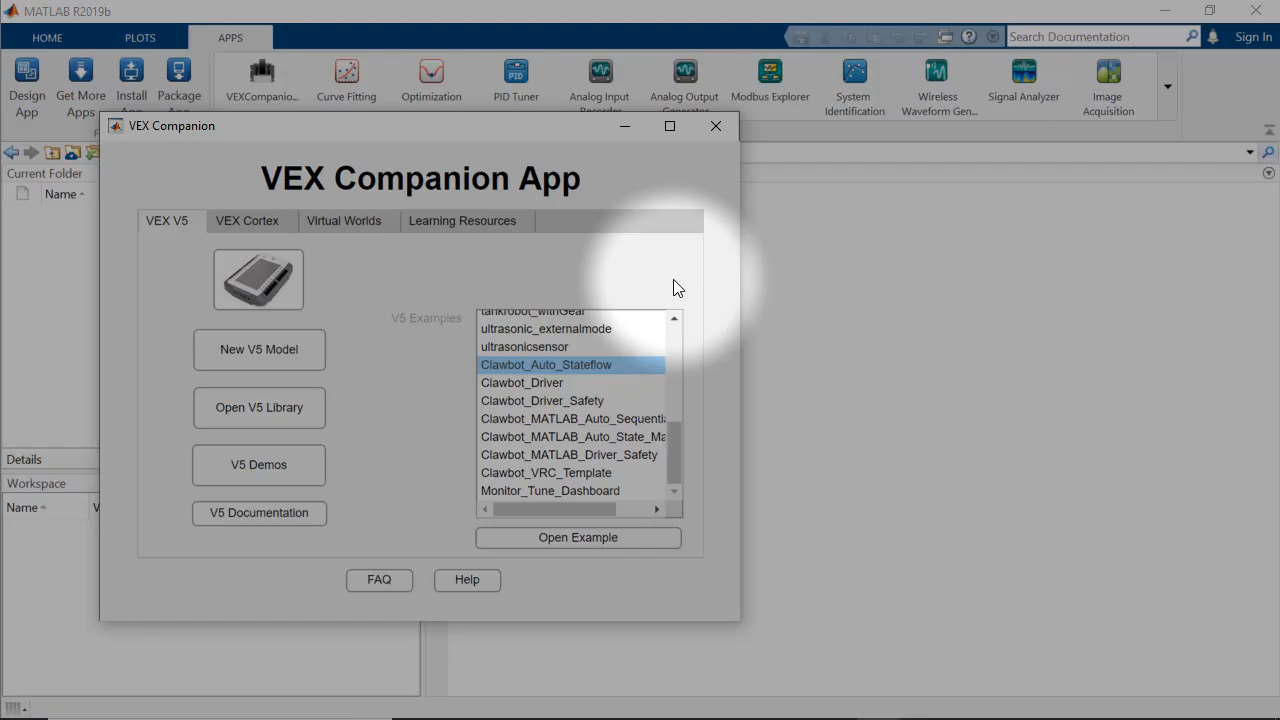 MATLAB R2019b
HOME PLOTS APPS
Search Documentation
Sign In
Design App
Get More Apps
Install App
Package App
VEXCompanio...
Curve Fitting
Optimization
PID Tuner
Analog Input Recorder
Analog Output Generator
Modbus Explorer
System Identification
Wireless Waveform Gen...
Signal Analyzer
Image Acquisition
Current Folder
Name
Details
Workspace
Name
V
VEX Companion
VEX Companion App
VEX V5 VEX Cortex Virtual Worlds Learning Resources
New V5 Model
Open V5 Library
V5 Demos
V5 Documentation
V5 Examples
tankrobot_withGear
ultrasonic_externalmode
ultrasonicsensor
Clawbot_Auto_Stateflow
Clawbot_Driver
Clawbot_Driver_Safety
Clawbot_MATLAB_Auto_Sequenti
Clawbot_MATLAB_Auto_State_Ma
Clawbot_MATLAB_Driver_Safety
Clawbot_VRC_Template
Monitor_Tune_Dashboard
Open Example
FAQ Help